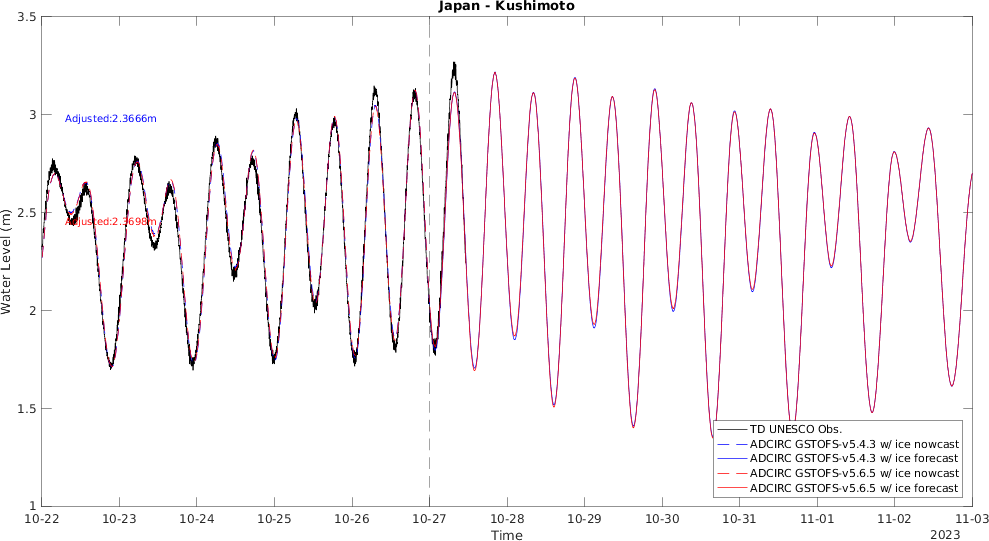 Japan - Kushimoto
3.5
3
2.5
2
1.5
1
Water Level (m)
Adjusted:2.3666m
Adjusted:2.3698m
TD UNESCO Obs.
ADCIRC GSTOFS-v5.4.3 w/ ice nowcast
ADCIRC GSTOFS-v5.4.3 w/ ice forecast
ADCIRC GSTOFS-v5.6.5 w/ ice nowcast
ADCIRC GSTOFS-v5.6.5 w/ ice forecast
10-22 10-23 10-24 10-25 10-26 10-27 10-28 10-29 10-30 10-31 11-01 11-02 11-03
Time
2023